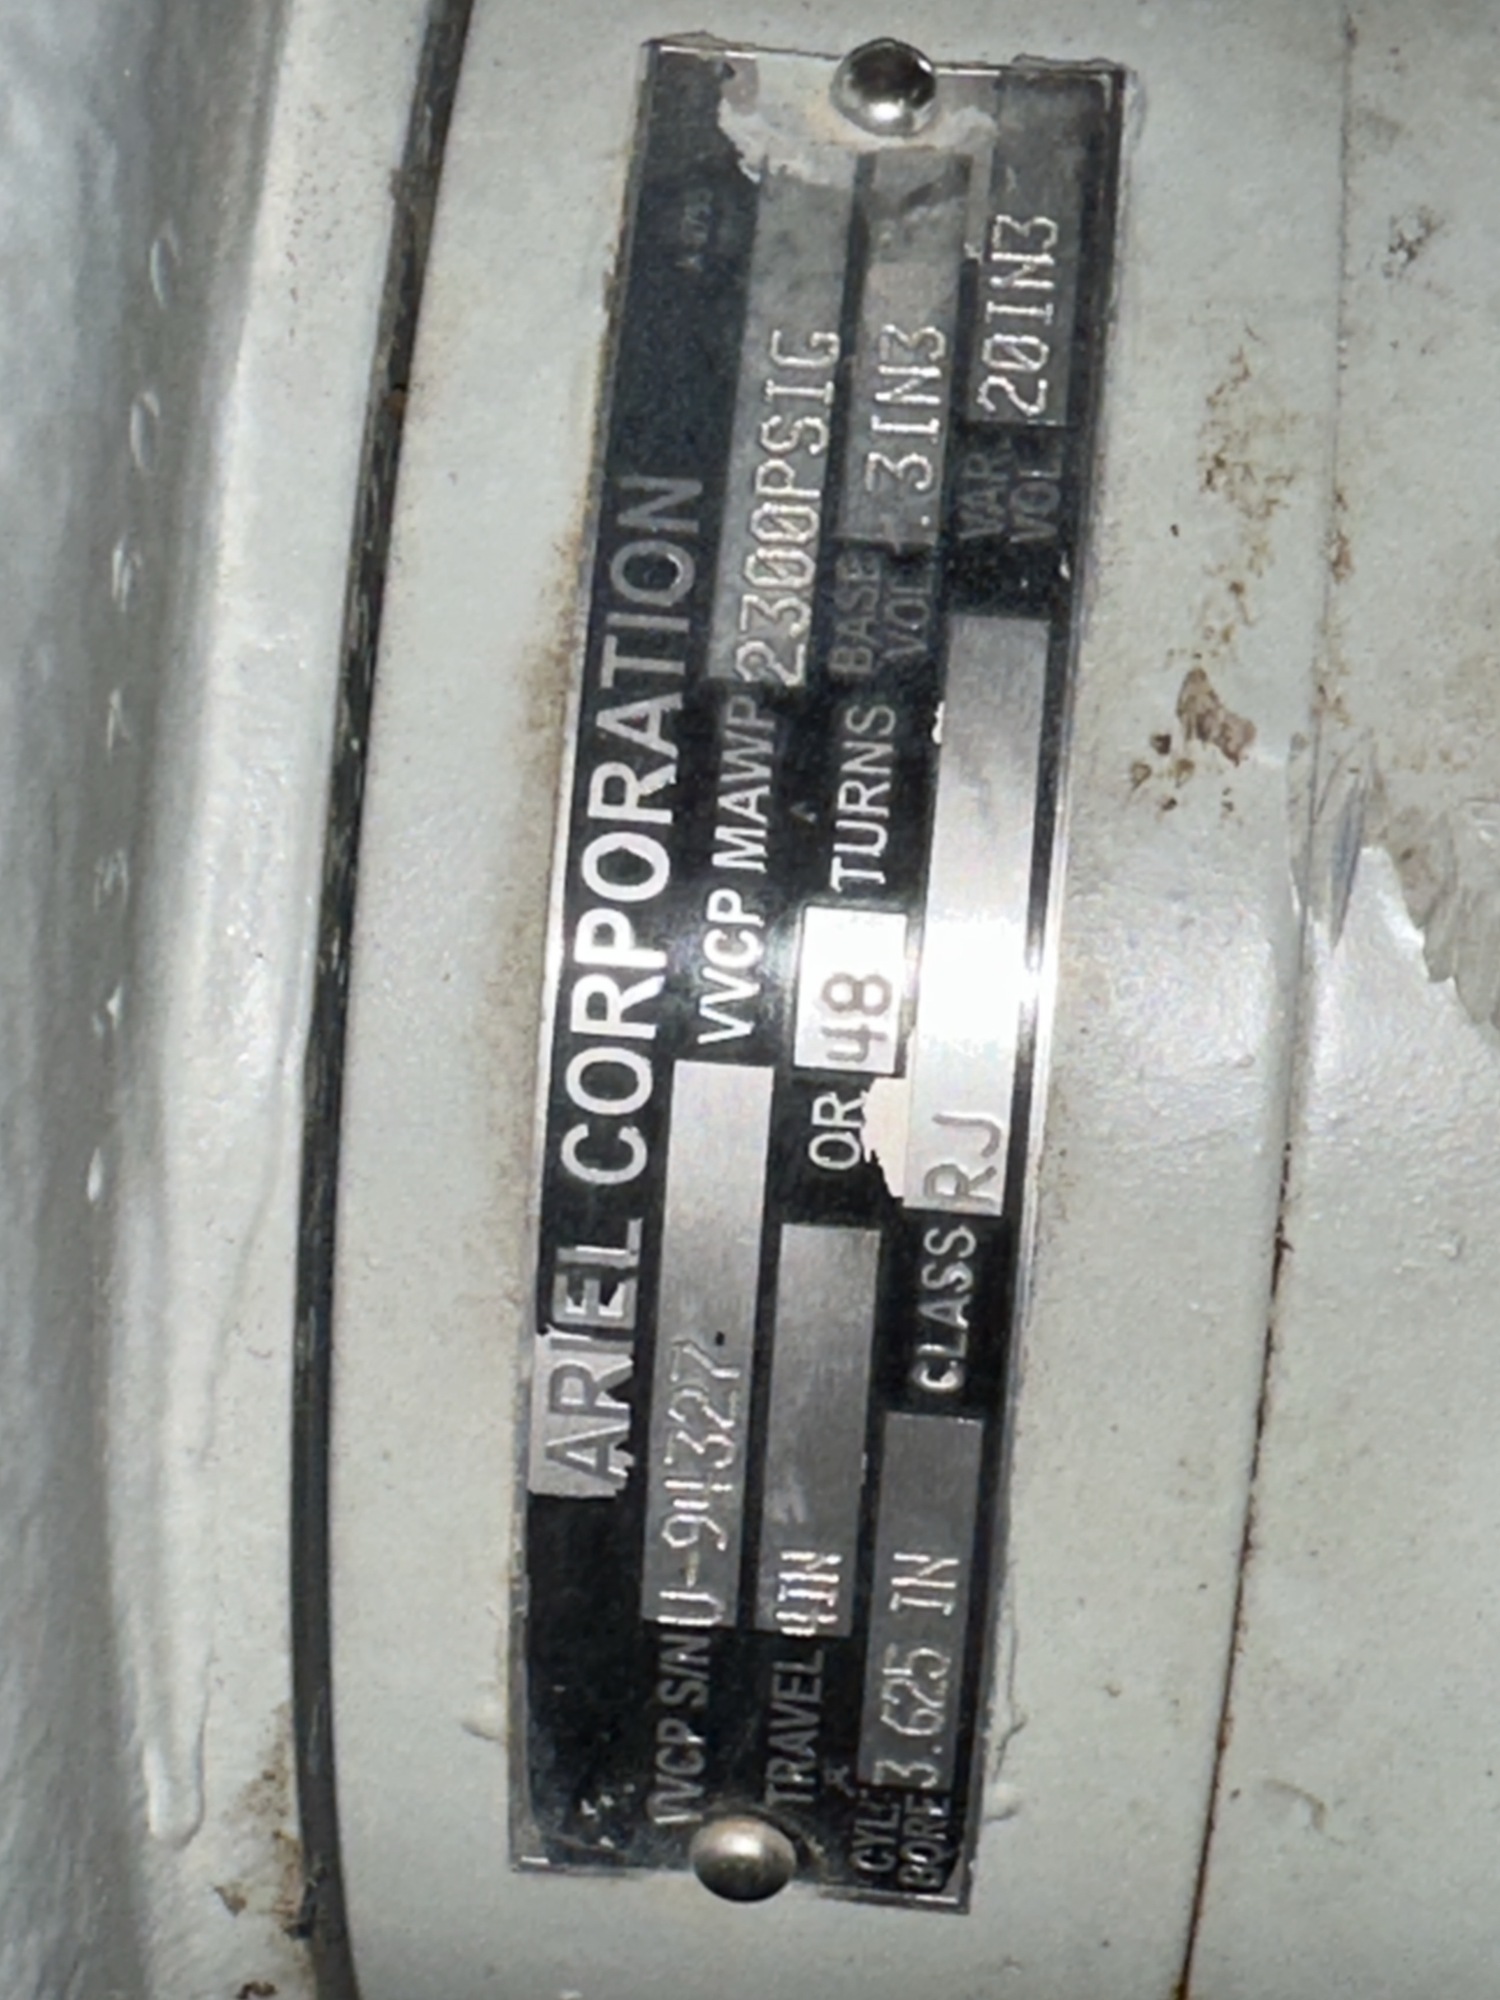 ARIEL CORPORATION
VVCP S/N U-94327 VVCP MAWP 2300PSIG
TRAVEL 4IN OR 48 TURNS BASE VOL. .3IN3
CYL. BORE 3.625 IN CLASS RJ VAR. VOL. 20IN3